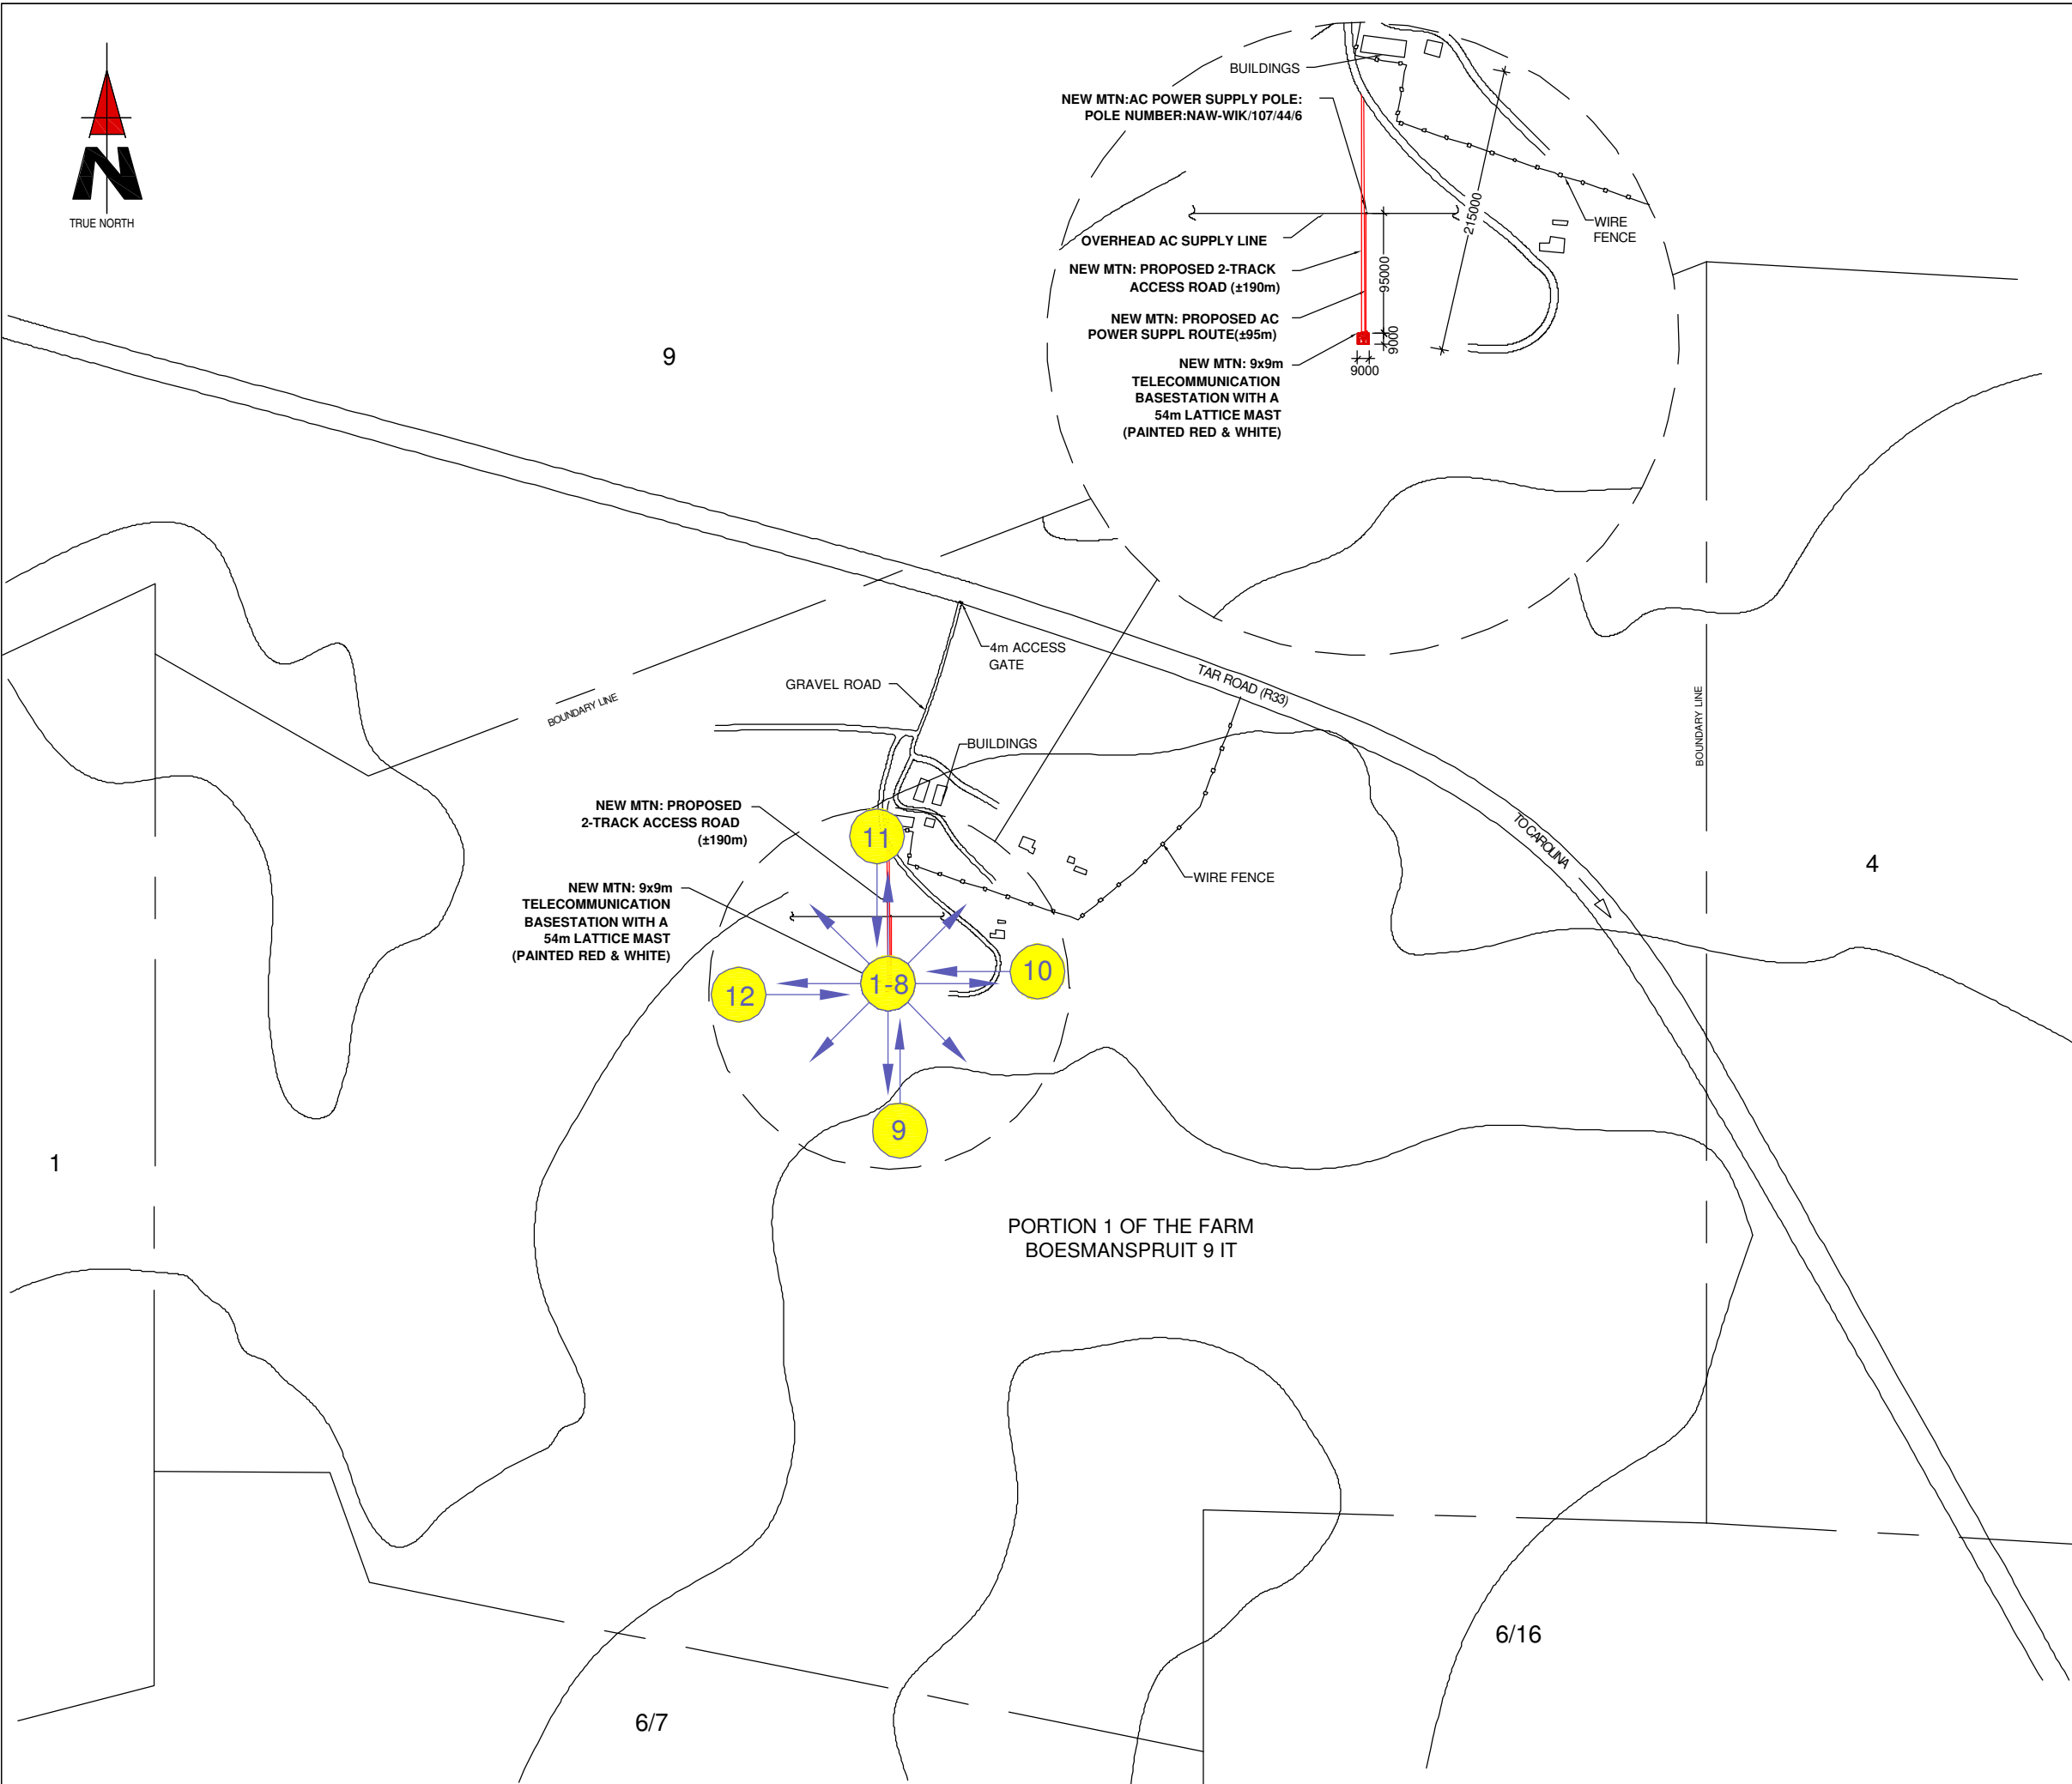 N
TRUE NORTH
BUILDINGS
NEW MTN:AC POWER SUPPLY POLE:
POLE NUMBER:NAW-WIK/107/44/6
WIRE
FENCE
215000
OVERHEAD AC SUPPLY LINE
NEW MTN: PROPOSED 2-TRACK
ACCESS ROAD (±190m)
95000
NEW MTN: PROPOSED AC
POWER SUPPL ROUTE(±95m)
9000
9000
NEW MTN: 9x9m
TELECOMMUNICATION
BASESTATION WITH A
54m LATTICE MAST
(PAINTED RED & WHITE)
9
4m ACCESS
GATE
GRAVEL ROAD
TAR ROAD (R33)
BOUNDARY LINE
BOUNDARY LINE
BUILDINGS
NEW MTN: PROPOSED
2-TRACK ACCESS ROAD
(±190m)
TO CAROLINA
11
4
WIRE FENCE
NEW MTN: 9x9m
TELECOMMUNICATION
BASESTATION WITH A
54m LATTICE MAST
(PAINTED RED & WHITE)
10
1-8
12
9
1
PORTION 1 OF THE FARM
BOESMANSPRUIT 9 IT
6/16
6/7